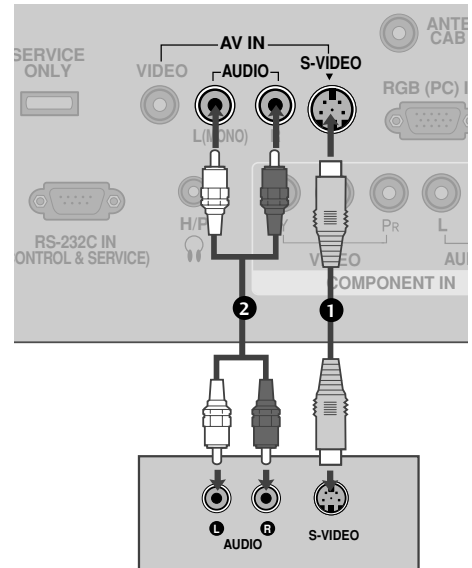 ANTE
CAB
SERVICE
ONLY
AV IN
VIDEO
AUDIO
S-VIDEO
RGB (PC) I
L(MONO)
RS-232C IN
ONTROL & SERVICE)
H/P
Y
PR
L
VIDEO
AU
COMPONENT IN
2
1
L
R
AUDIO
S-VIDEO